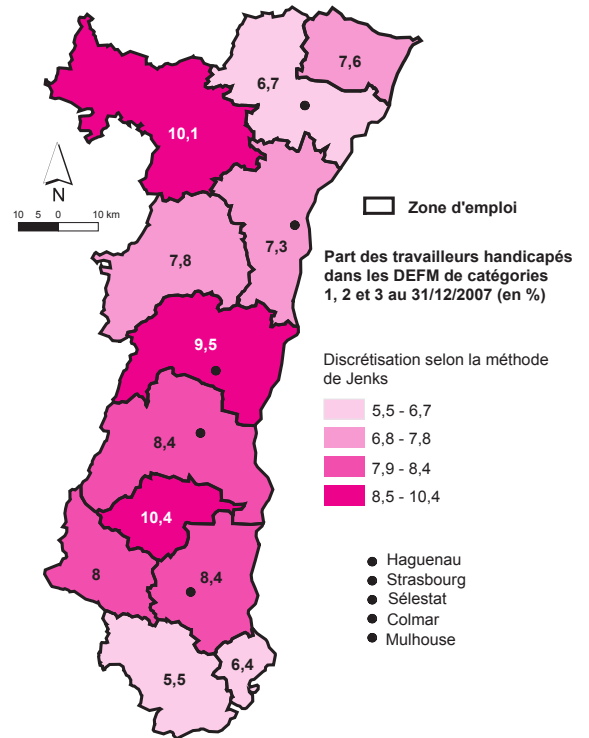 7,6
6,7
10,1
N
10 5 0 10 km
Zone d'emploi
7,3
7,8
Part des travailleurs handicapés
dans les DEFM de catégories
1, 2 et 3 au 31/12/2007 (en %)
9,5
Discrétisation selon la méthode
de Jenks
5,5 - 6,7
6,8 - 7,8
7,9 - 8,4
8,5 - 10,4
8,4
10,4
8
8,4
Haguenau
Strasbourg
Sélestat
Colmar
Mulhouse
6,4
5,5